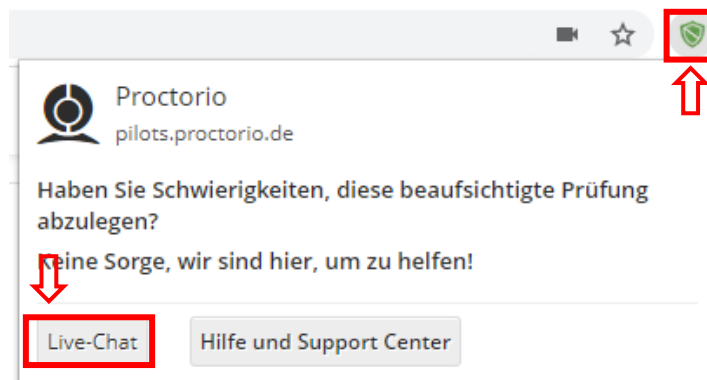 Proctorio
pilots.proctorio.de
Haben Sie Schwierigkeiten, diese beaufsichtigte Prüfung
abzulegen?
Keine Sorge, wir sind hier, um zu helfen!
Live-Chat
Hilfe und Support Center